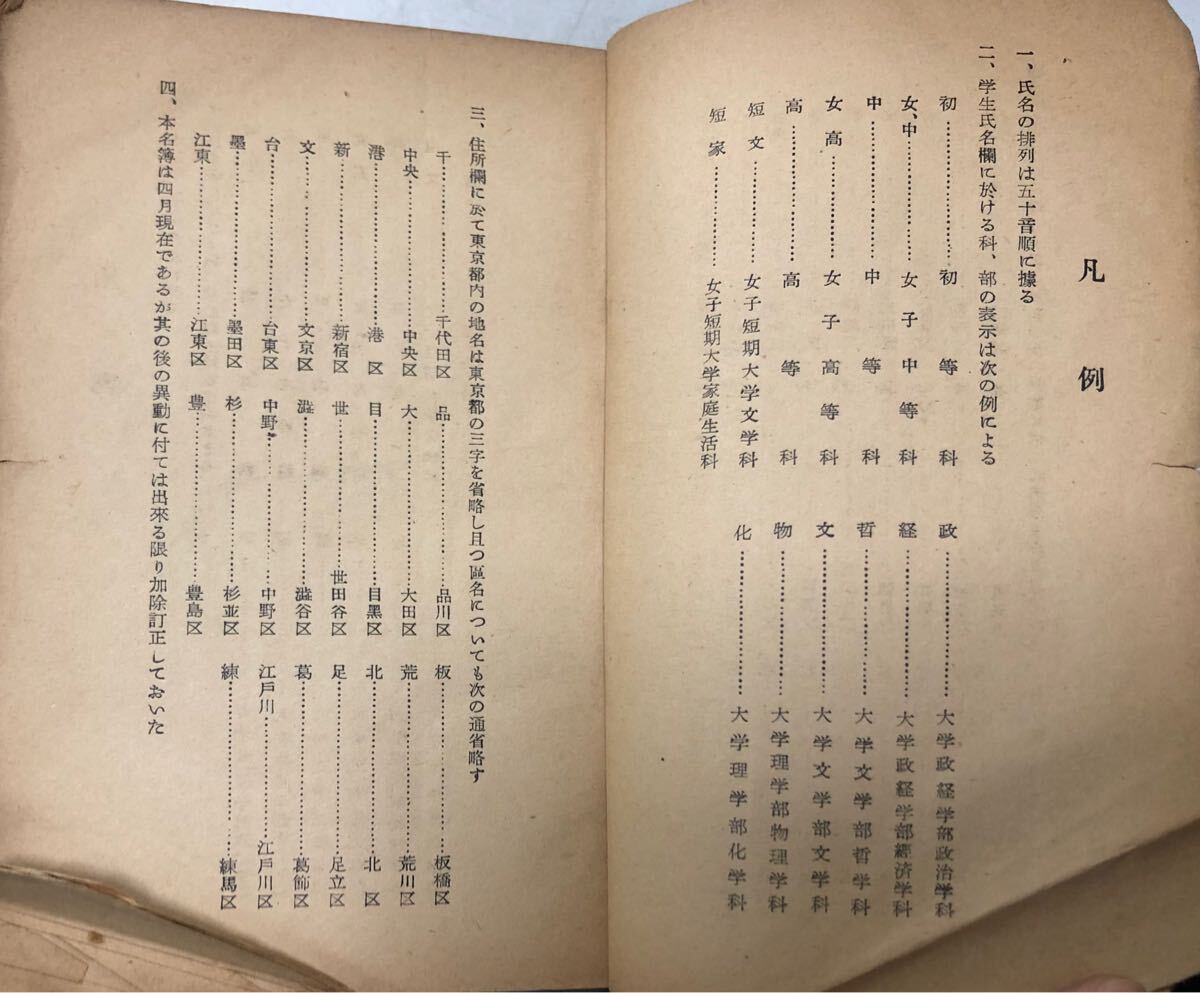 凡例
一、氏名の排列は五十音順に據る
二、学生氏名欄に於ける科、部の表示は次の例による
初…………………初等科
女、中……………女子中等科
中…………………中等科
女高………………女子高等科
高…………………高等科
短文………………女子短期大学文学科
短家………………女子短期大学家庭生活科
政…………………大学政経学部政治学科
経…………………大学政経学部經済学科
哲…………………大学文学部哲学科
文…………………大学文学部文学科
物…………………大学理学部物理学科
化…………………大学理学部化学科
三、住所欄に於て東京都内の地名は東京都の三字を省略し且つ區名についても次の通省略す
千…………………千代田区
中央………………中央区
港…………………港区
新…………………新宿区
文…………………文京区
台…………………台東区
墨…………………墨田区
江東………………江東区
品…………………品川区
大…………………大田区
目…………………目黒区
世…………………世田谷区
澁…………………澁谷区
中野………………中野区
杉…………………杉並区
豊…………………豊島区
板…………………板橋区
荒…………………荒川区
北…………………北区
足…………………足立区
葛…………………葛飾区
江戸川……………江戸川区
練…………………練馬区
四、本名簿は四月現在であるが其の後の異動に付ては出來る限り加除訂正しておいた